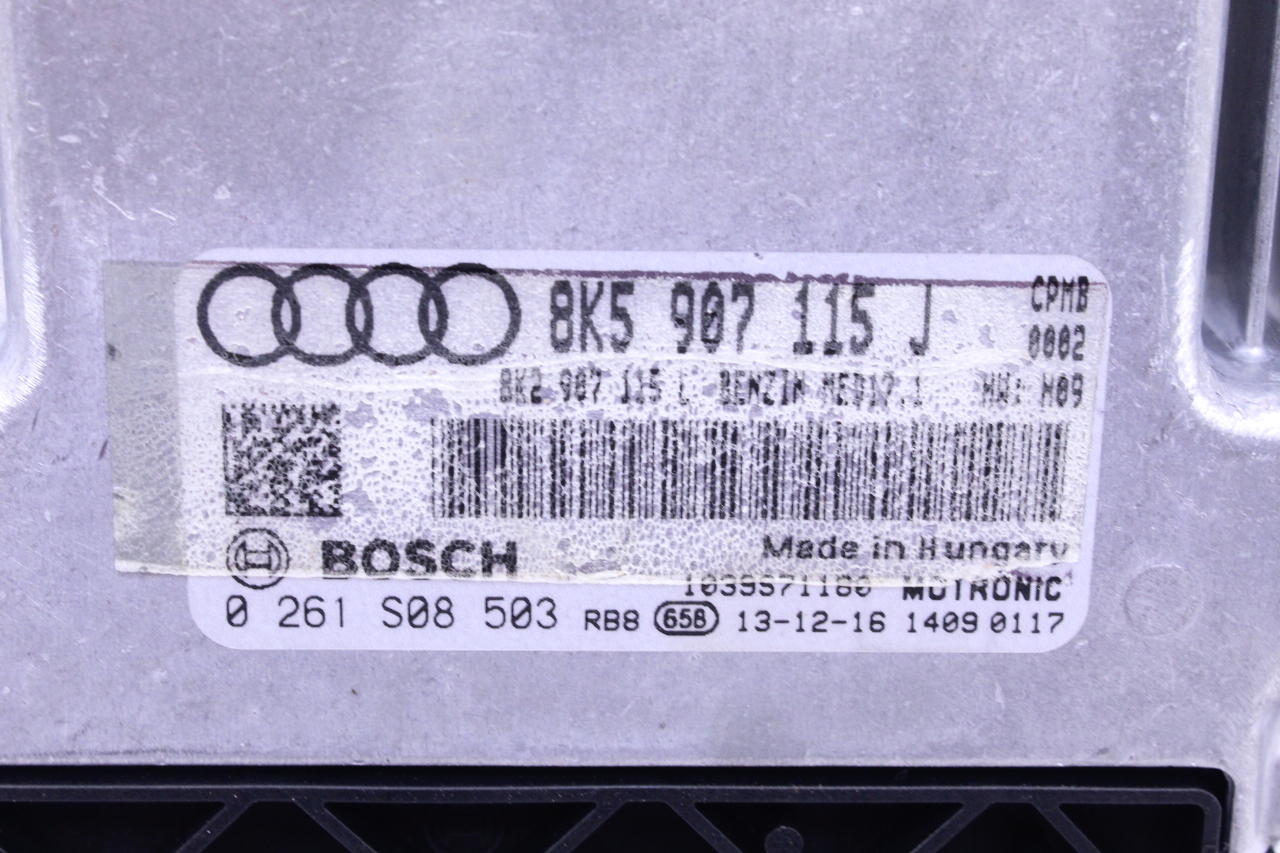 8K5 907 115 J CPMB
0002
8K2 907 115 L BENZIN MED17.1 HW: H09
BOSCH Made in Hungary
1039S71180 MOTRONIC
0 261 S08 503 RB8 658 13-12-16 1409 0117